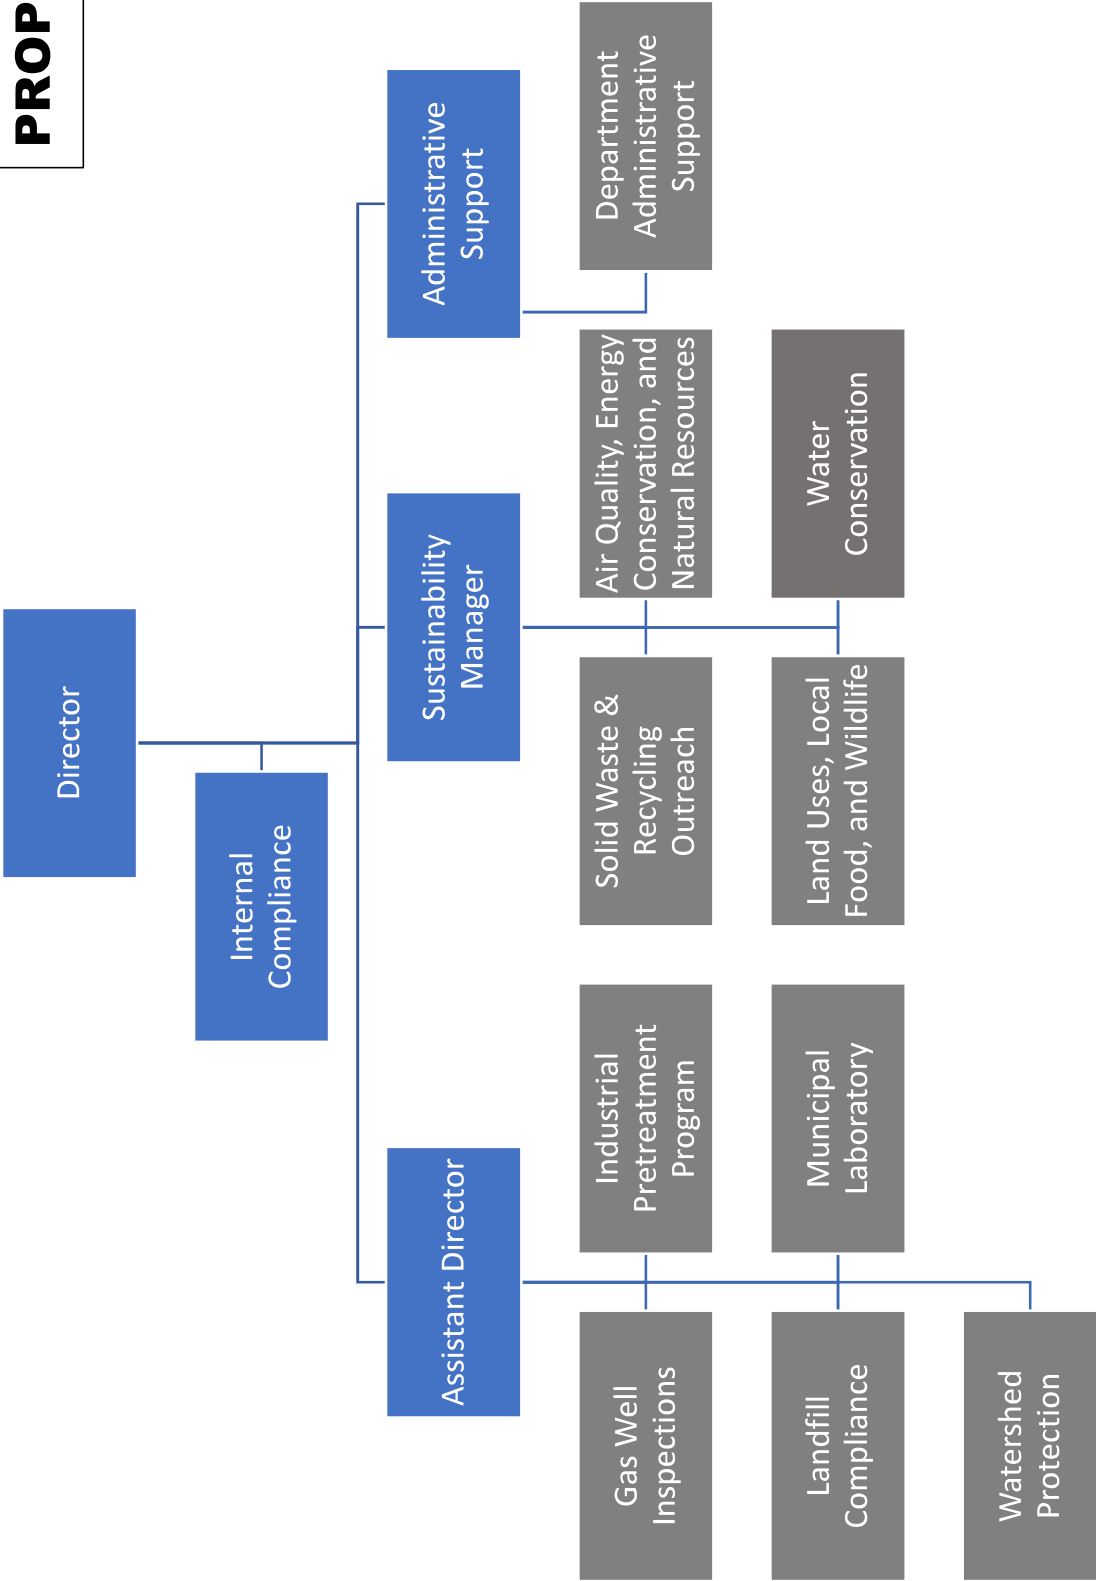 PROP
Director
Internal
Compliance
Assistant Director
Sustainability
Manager
Administrative
Support
Gas Well
Inspections
Industrial
Pretreatment
Program
Solid Waste &
Recycling
Outreach
Air Quality, Energy
Conservation, and
Natural Resources
Department
Administrative
Support
Landfill
Compliance
Municipal
Laboratory
Land Uses, Local
Food, and Wildlife
Water
Conservation
Watershed
Protection